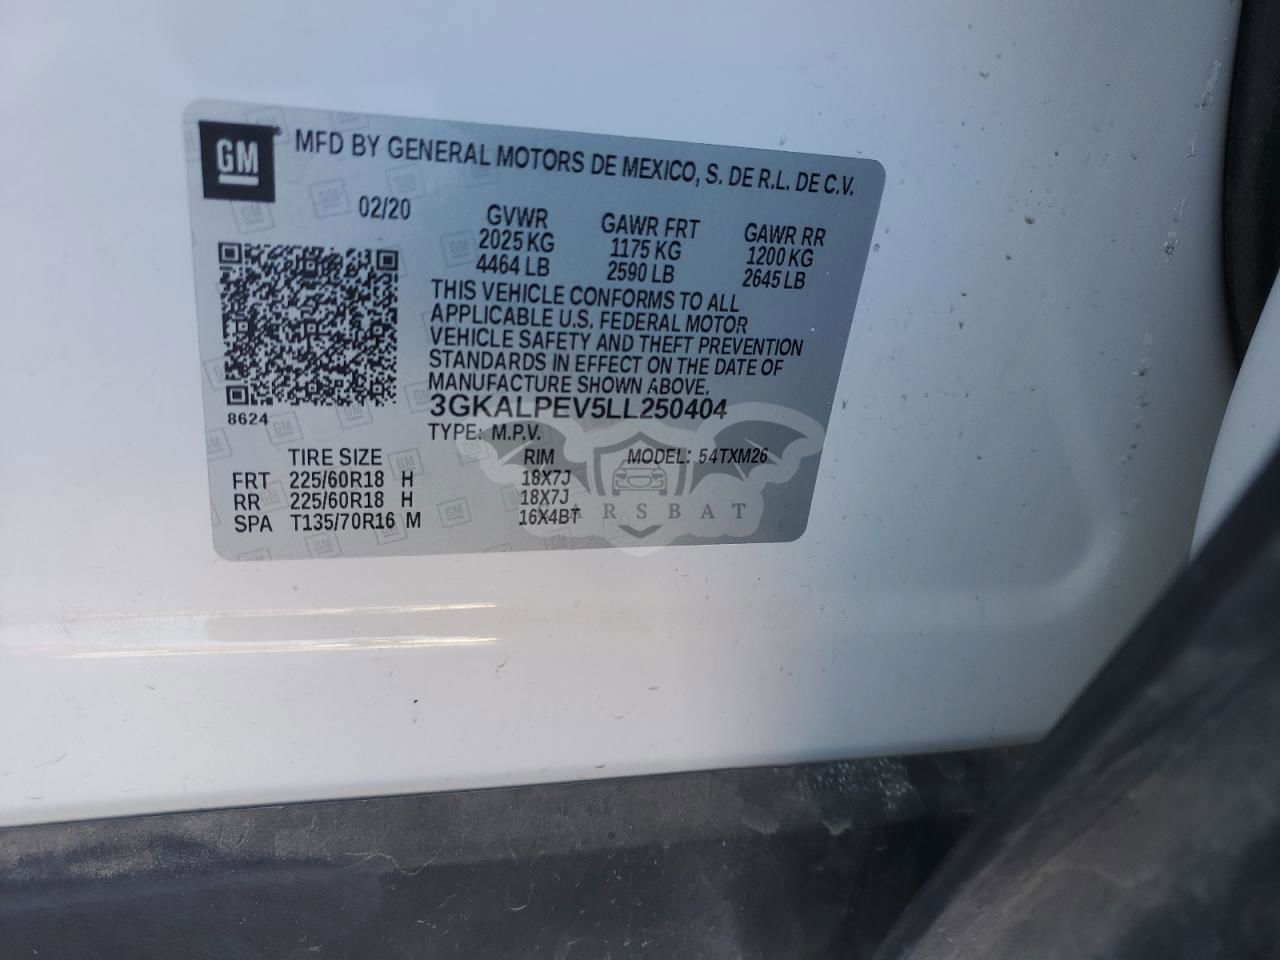 GM
MFD BY GENERAL MOTORS DE MEXICO, S. DE R.L. DE C.V.
02/20
GVWR GAWR FRT GAWR RR
2025 KG 1175 KG 1200 KG
4464 LB 2590 LB 2645 LB
THIS VEHICLE CONFORMS TO ALL
APPLICABLE U.S. FEDERAL MOTOR
VEHICLE SAFETY AND THEFT PREVENTION
STANDARDS IN EFFECT ON THE DATE OF
MANUFACTURE SHOWN ABOVE.
8624
3GKALPEV5LL250404
TYPE: M.P.V.
TIRE SIZE RIM MODEL: 54TXM26
FRT 225/60R18 H 18X7J
RR 225/60R18 H 18X7J
SPA T135/70R16 M 16X4BT
CARSBAT